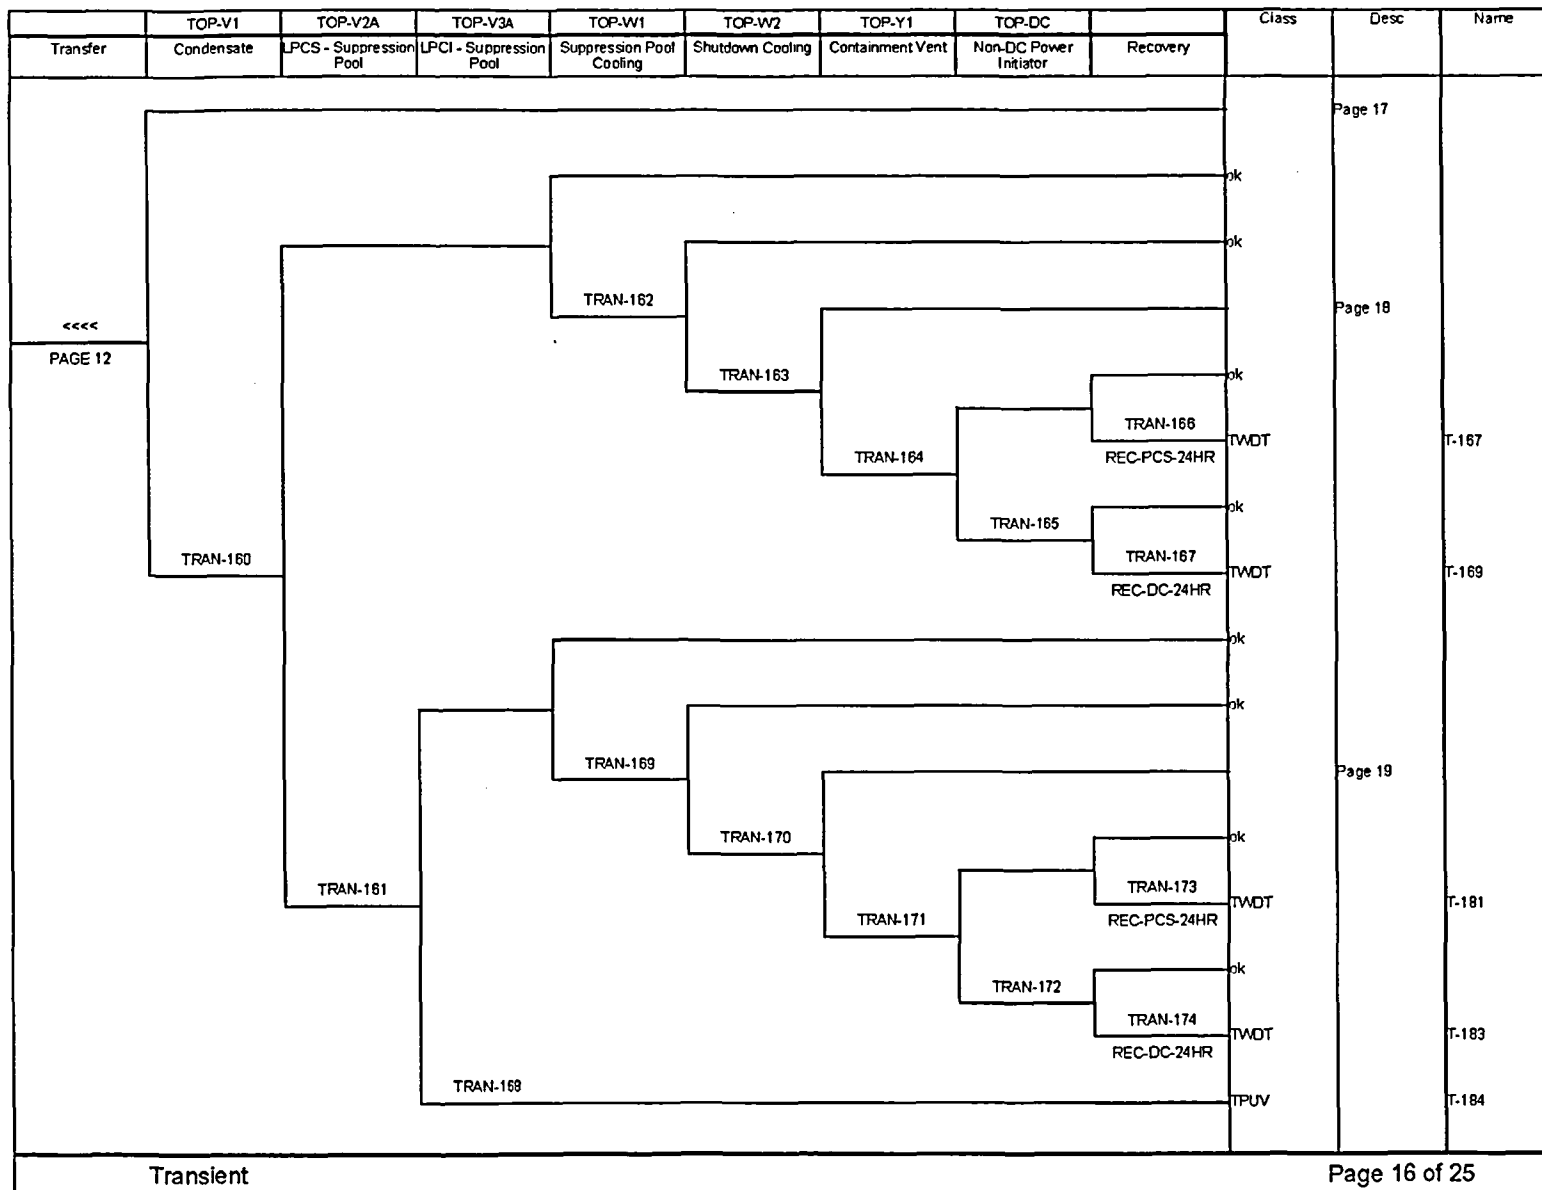 TOP-V1 TOP-V2A TOP-V3A TOP-W1 TOP-W2 TOP-Y1 TOP-DC Class Desc Name
Transfer Condensate LPCS - Suppression Pool LPCI - Suppression Pool Suppression Pool Cooling Shutdown Cooling Containment Vent Non-DC Power Initiator Recovery
Page 17
ok
ok
TRAN-162
Page 18
<<<<
PAGE 12
TRAN-163
ok
TRAN-166
TWDT T-167
REC-PCS-24HR
TRAN-164
ok
TRAN-165
TRAN-167
TRAN-160
TWDT T-169
REC-DC-24HR
ok
ok
TRAN-169
Page 19
TRAN-170
ok
TRAN-173
TRAN-161
TWDT T-181
REC-PCS-24HR
TRAN-171
ok
TRAN-172
TRAN-174
TWDT T-183
REC-DC-24HR
TRAN-168
TPUV T-184
Transient Page 16 of 25